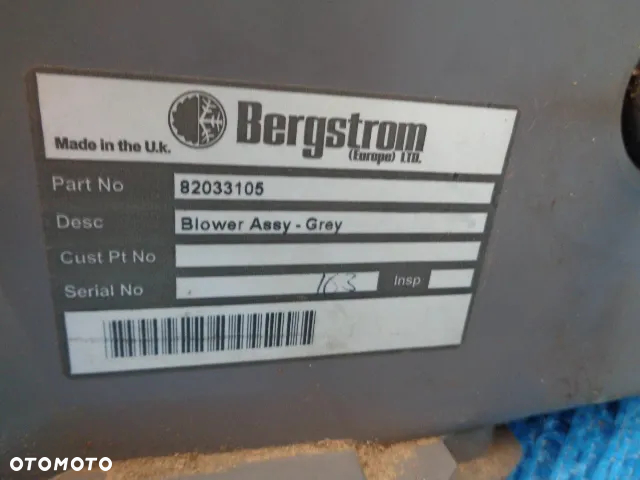 Bergstrom
(Europe) LTD.
Made in the U.k.
Part No 82033105
Desc Blower Assy - Grey
Cust Pt No
Serial No 163 Insp
OTOMOTO